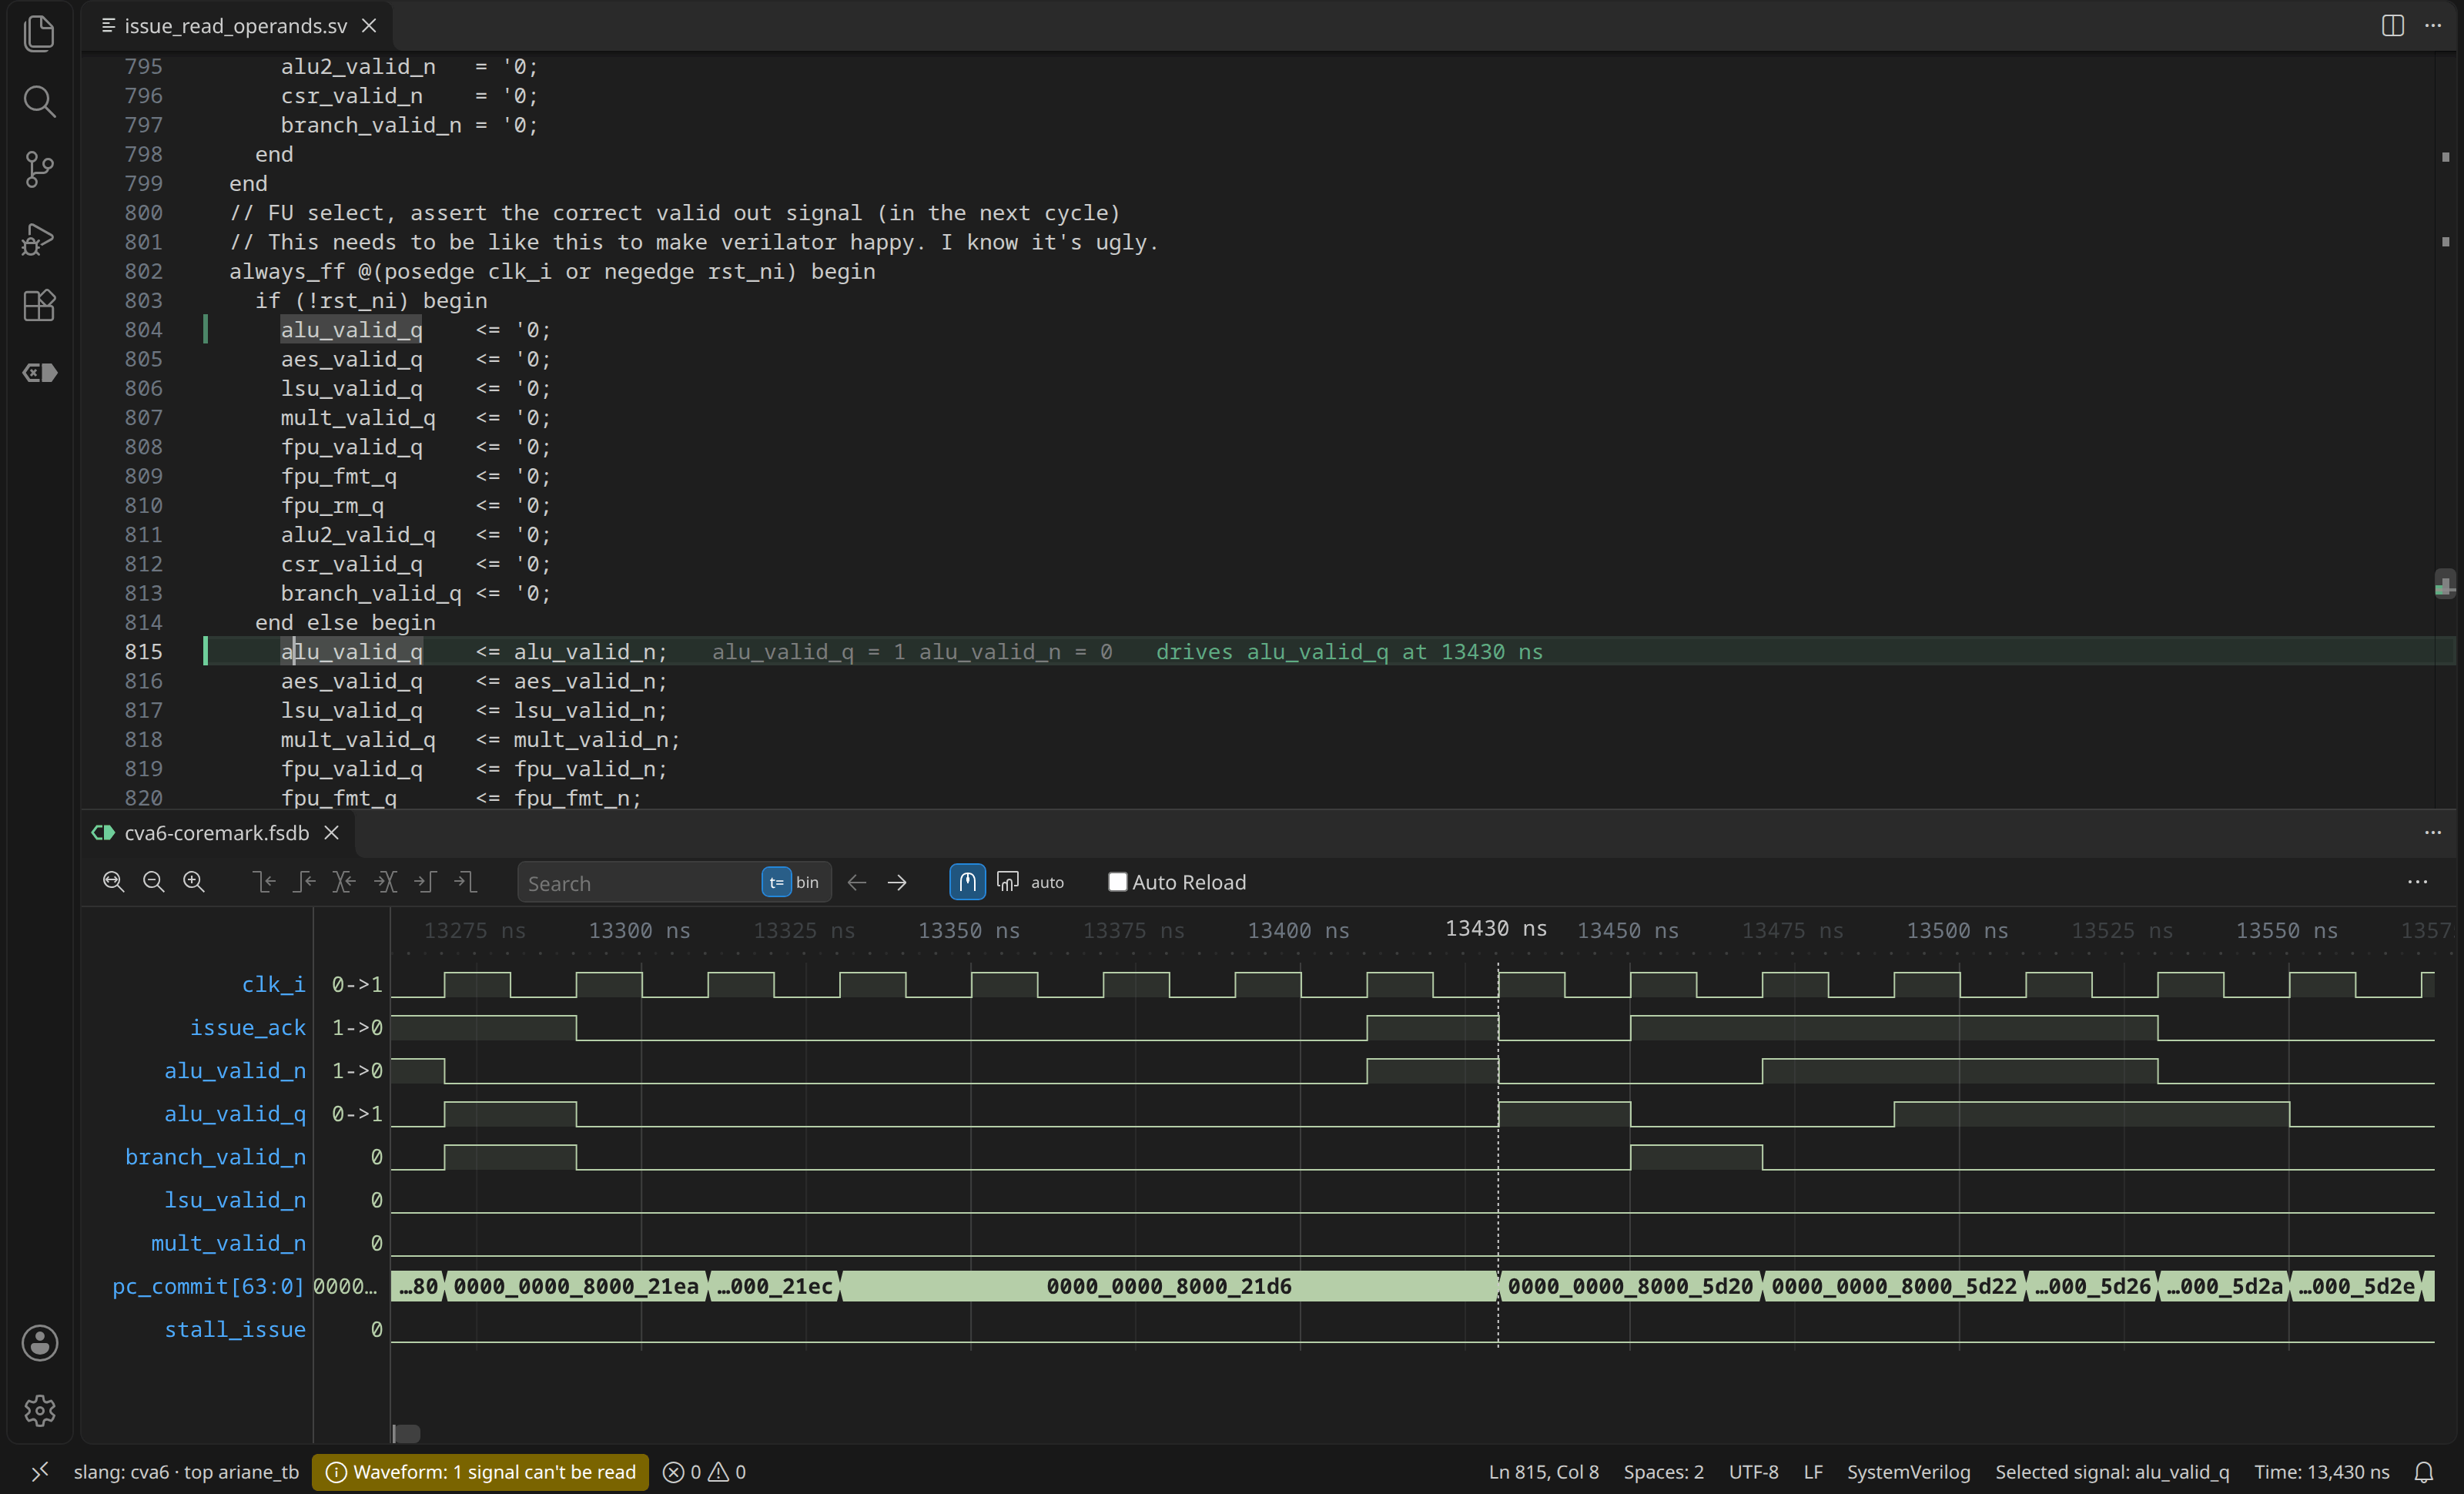 issue_read_operands.sv
795 alu2_valid_n = '0;
796 csr_valid_n = '0;
797 branch_valid_n = '0;
798 end
799 end
800 // FU select, assert the correct valid out signal (in the next cycle)
801 // This needs to be like this to make verilator happy. I know it's ugly.
802 always_ff @(posedge clk_i or negedge rst_ni) begin
803 if (!rst_ni) begin
804 alu_valid_q <= '0;
805 aes_valid_q <= '0;
806 lsu_valid_q <= '0;
807 mult_valid_q <= '0;
808 fpu_valid_q <= '0;
809 fpu_fmt_q <= '0;
810 fpu_rm_q <= '0;
811 alu2_valid_q <= '0;
812 csr_valid_q <= '0;
813 branch_valid_q <= '0;
814 end else begin
815 alu_valid_q <= alu_valid_n; alu_valid_q = 1 alu_valid_n = 0 drives alu_valid_q at 13430 ns
816 aes_valid_q <= aes_valid_n;
817 lsu_valid_q <= lsu_valid_n;
818 mult_valid_q <= mult_valid_n;
819 fpu_valid_q <= fpu_valid_n;
820 fpu_fmt_q <= fpu_fmt_n;
cva6-coremark.fsdb
Search t= bin auto Auto Reload
13275 ns 13300 ns 13325 ns 13350 ns 13375 ns 13400 ns 13430 ns 13450 ns 13475 ns 13500 ns 13525 ns 13550 ns 1357
clk_i 0->1
issue_ack 1->0
alu_valid_n 1->0
alu_valid_q 0->1
branch_valid_n 0
lsu_valid_n 0
mult_valid_n 0
pc_commit[63:0] 0000… …80 0000_0000_8000_21ea …000_21ec 0000_0000_8000_21d6 0000_0000_8000_5d20 0000_0000_8000_5d22 …000_5d26 …000_5d2a …000_5d2e
stall_issue 0
slang: cva6 · top ariane_tb Waveform: 1 signal can't be read 0 0 Ln 815, Col 8 Spaces: 2 UTF-8 LF SystemVerilog Selected signal: alu_valid_q Time: 13,430 ns